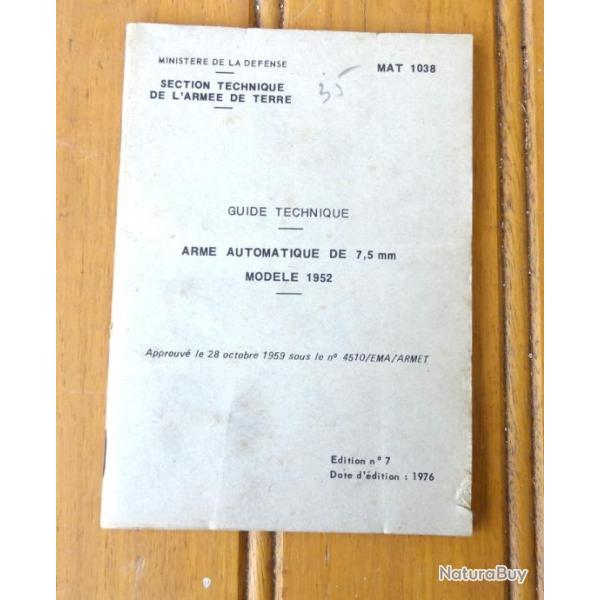 MINISTERE DE LA DEFENSE
MAT 1038
SECTION TECHNIQUE
DE L'ARMEE DE TERRE
35
GUIDE TECHNIQUE
ARME AUTOMATIQUE DE 7,5 mm
MODELE 1952
Approuvé le 28 octobre 1959 sous le n° 4510/EMA/ARMET
Edition n° 7
Date d'édition : 1976
NaturaBuy